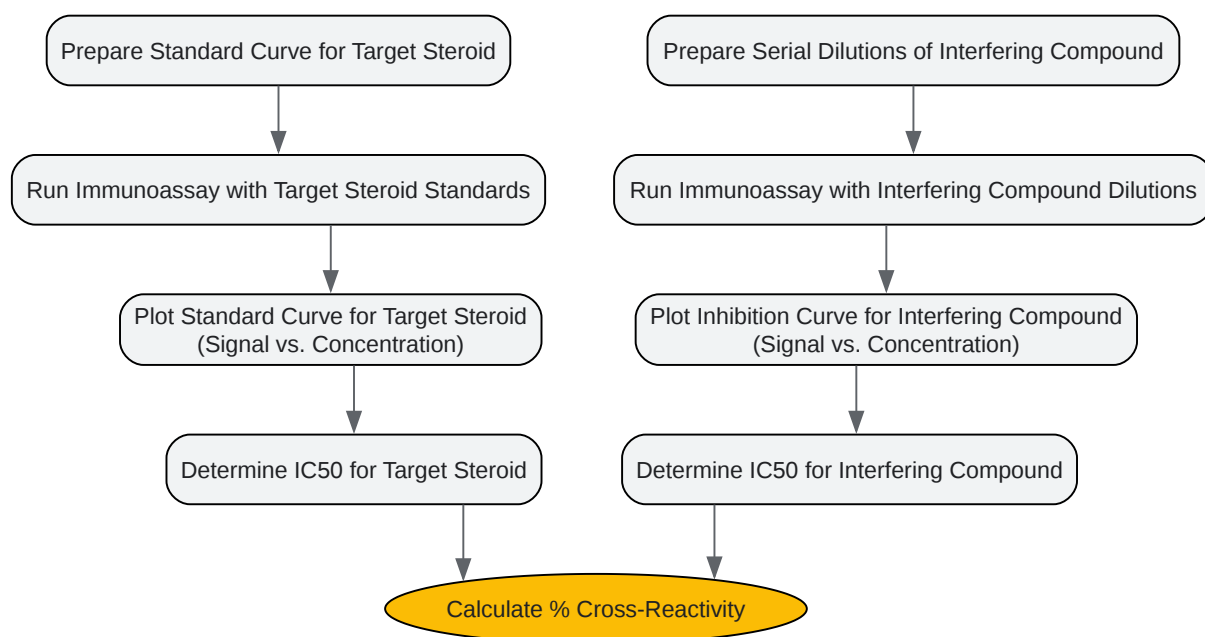 Prepare Standard Curve for Target Steroid
Prepare Serial Dilutions of Interfering Compound
Run Immunoassay with Target Steroid Standards
Run Immunoassay with Interfering Compound Dilutions
Plot Standard Curve for Target Steroid
(Signal vs. Concentration)
Plot Inhibition Curve for Interfering Compound
(Signal vs. Concentration)
Determine IC50 for Target Steroid
Determine IC50 for Interfering Compound
Calculate % Cross-Reactivity